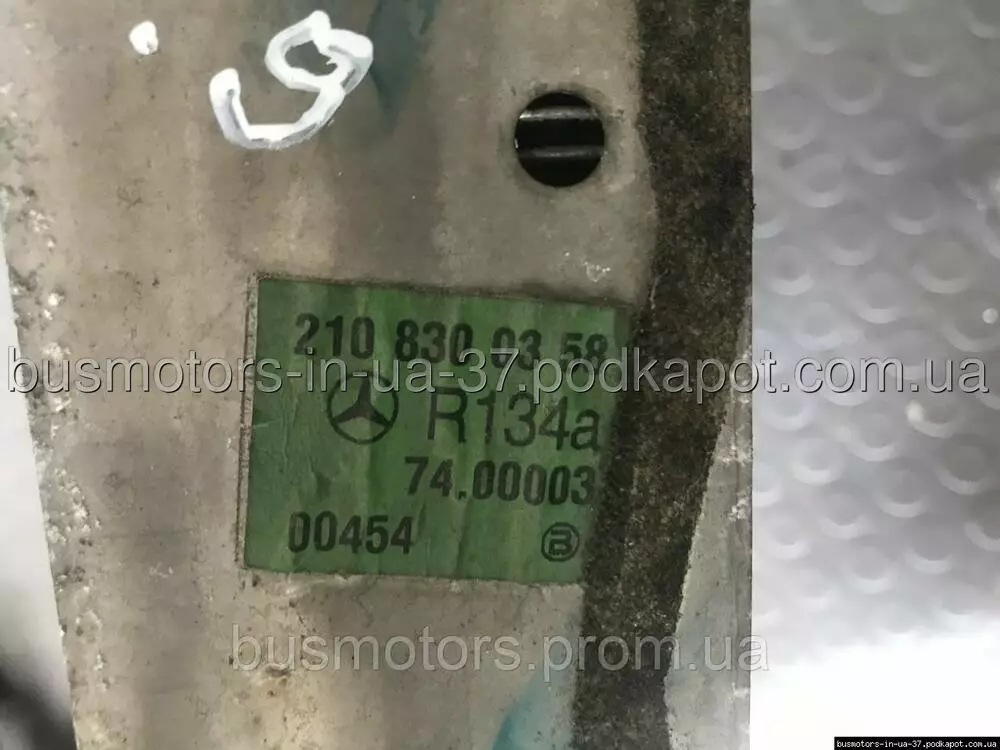 210 830 03 58
busmotors-in-ua-37.podkapot.com.ua
R134a
74.00003
00454
B
busmotors.prom.ua
busmotors-in-ua-37.podkapot.com.ua